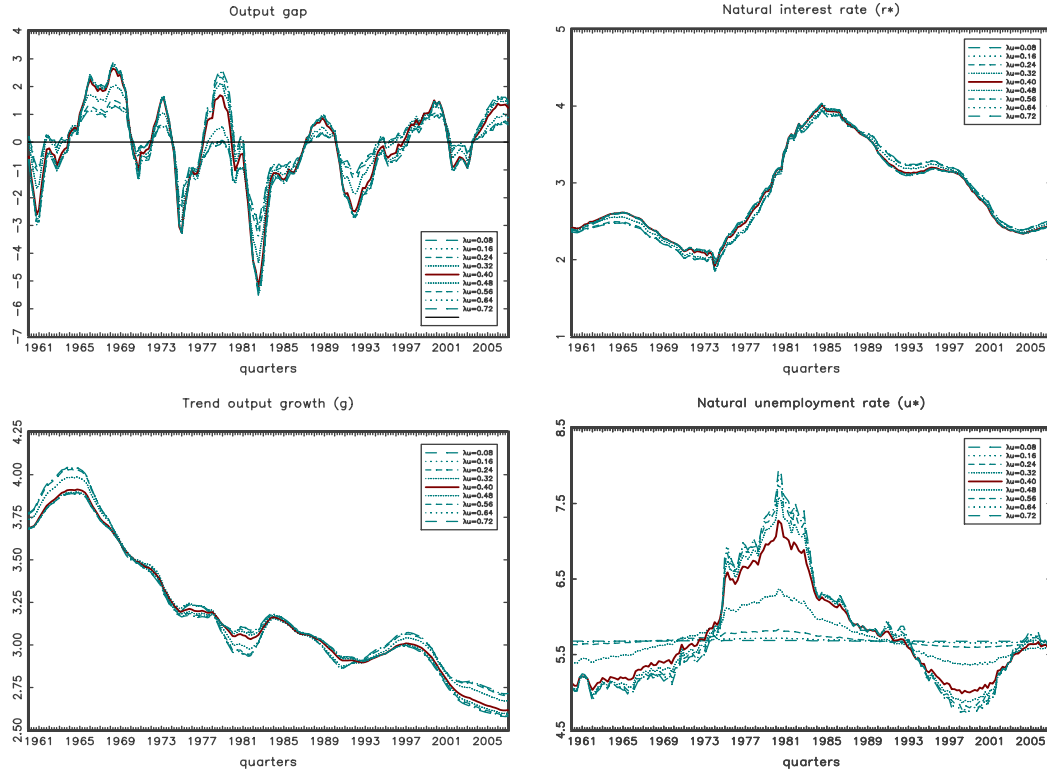 Output gap
4
3
2
1
0
-1
-2
-3
-4
-5
-6
-7
λu=0.08
λu=0.16
λu=0.24
λu=0.32
λu=0.40
λu=0.48
λu=0.56
λu=0.64
λu=0.72
1961 1965 1969 1973 1977 1981 1985 1989 1993 1997 2001 2005
quarters
Natural interest rate (r*)
5
4
3
2
1
λu=0.08
λu=0.16
λu=0.24
λu=0.32
λu=0.40
λu=0.48
λu=0.56
λu=0.64
λu=0.72
1961 1965 1969 1973 1977 1981 1985 1989 1993 1997 2001 2005
quarters
Trend output growth (g)
4.25
4.00
3.75
3.50
3.25
3.00
2.75
2.50
λu=0.08
λu=0.16
λu=0.24
λu=0.32
λu=0.40
λu=0.48
λu=0.56
λu=0.64
λu=0.72
1961 1965 1969 1973 1977 1981 1985 1989 1993 1997 2001 2005
quarters
Natural unemployment rate (u*)
8.5
7.5
6.5
5.5
4.5
λu=0.08
λu=0.16
λu=0.24
λu=0.32
λu=0.40
λu=0.48
λu=0.56
λu=0.64
λu=0.72
1961 1965 1969 1973 1977 1981 1985 1989 1993 1997 2001 2005
quarters